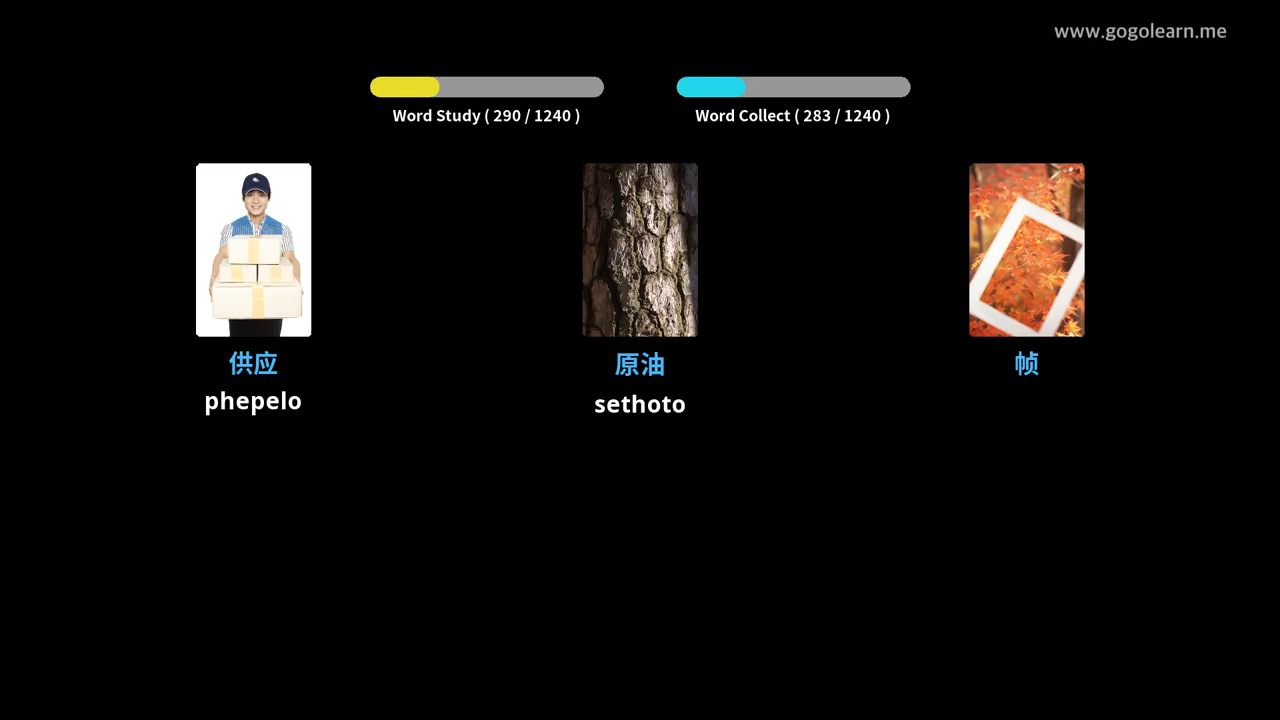 www.gogolearn.me
Word Study ( 290 / 1240 )
Word Collect ( 283 / 1240 )
供应
原油
帧
phepelo
sethoto